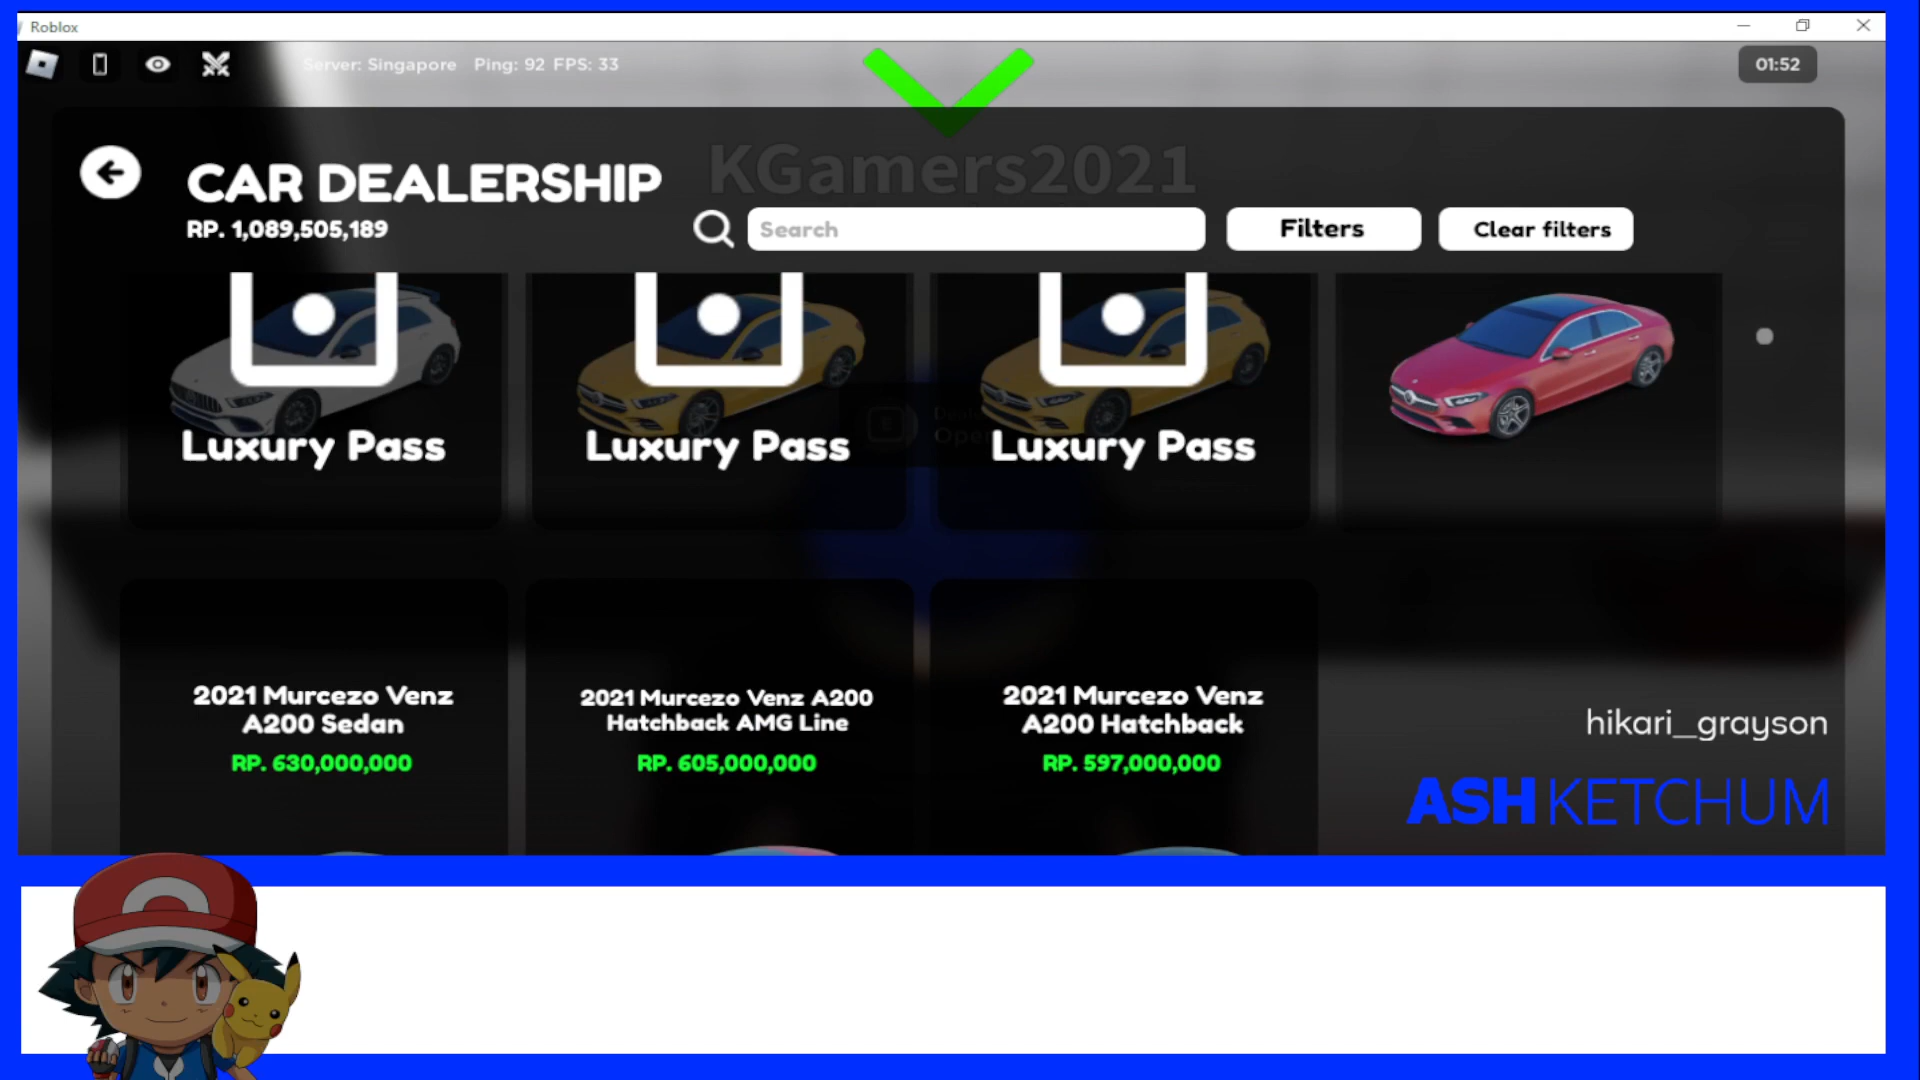 Roblox
Server: Singapore Ping: 92 FPS: 33
01:52
KGamers2021
CAR DEALERSHIP
RP. 1,089,505,189
Search
Filters
Clear filters
Luxury Pass
Luxury Pass
Luxury Pass
E
2021 Murcezo Venz
A200 Sedan
RP. 630,000,000
2021 Murcezo Venz A200
Hatchback AMG Line
RP. 605,000,000
2021 Murcezo Venz
A200 Hatchback
RP. 597,000,000
hikari_grayson
ASH KETCHUM